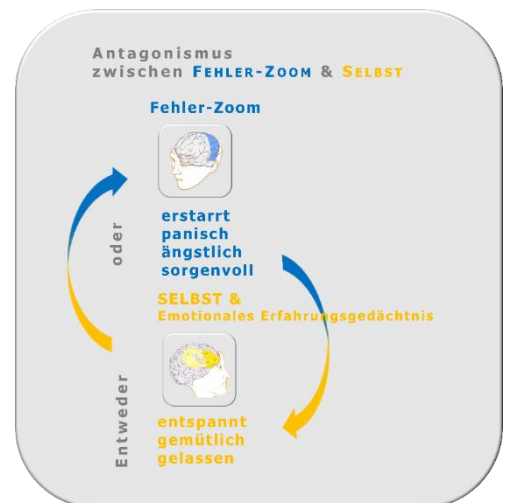 Antagonismus
zwischen FEHLER-ZOOM & SELBST
Fehler-Zoom
oder
erstarrt
panisch
ängstlich
sorgenvoll
SELBST &
Emotionales Erfahrungsgedächtnis
Entweder
entspannt
gemütlich
gelassen